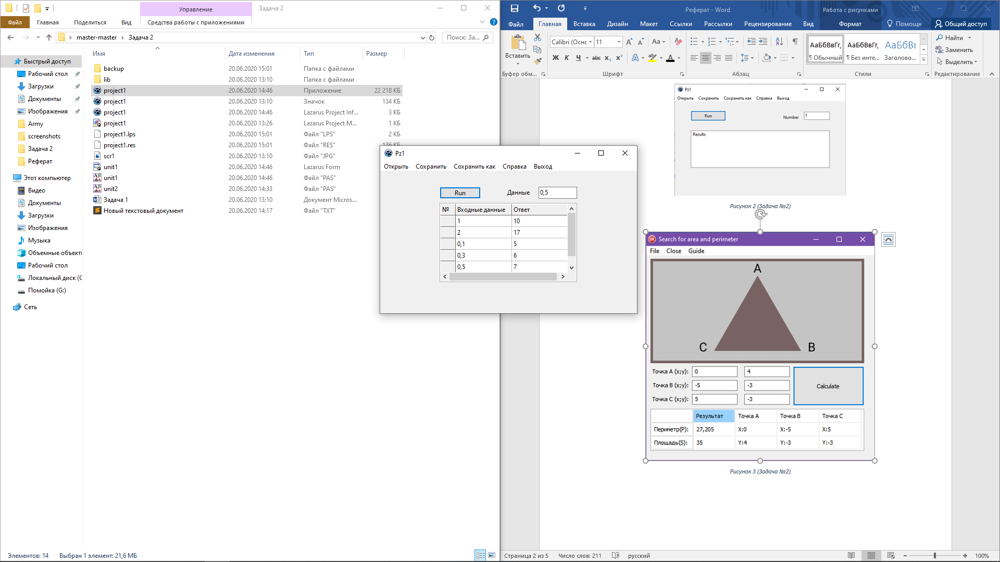 Управление
Задача 2
Файл
Главная
Поделиться
Вид
Средства работы с приложениями
master-master
Задача 2
Поиск: За...
Имя
Дата изменения
Тип
Размер
Быстрый доступ
Рабочий стол
Загрузки
Документы
Изображения
Army
screenshots
Задача 2
Реферат
Этот компьютер
Видео
Документы
Загрузки
Изображения
Музыка
Объемные объекты
Рабочий стол
Локальный диск (C
Помойка (G:)
Сеть
backup 20.06.2020 15:01 Папка с файлами
lib 20.06.2020 13:10 Папка с файлами
project1 20.06.2020 14:46 Приложение 22 218 КБ
project1 20.06.2020 13:10 Значок 134 КБ
project1 20.06.2020 14:46 Lazarus Project Inf... 3 КБ
project1 20.06.2020 13:26 Lazarus Project M... 1 КБ
project1.lps 20.06.2020 15:01 Файл "LPS" 2 КБ
project1.res 20.06.2020 15:01 Файл "RES" 136 КБ
scr1 20.06.2020 13:10 Файл "JPG"
unit1 20.06.2020 14:46 Lazarus Form
unit1 20.06.2020 14:46 Файл "PAS"
unit2 20.06.2020 14:33 Файл "PAS"
Задача 1 20.06.2020 13:10 Документ Micros...
Новый текстовый документ 20.06.2020 14:17 Файл "TXT"
Элементов: 14 Выбран 1 элемент: 21,6 МБ
Pz1
Открыть Сохранить Сохранить как Справка Выход
Run Данные 0,5
№ Входные данные Ответ
1 10
2 17
0,1 5
0,3 6
0,5 7
Реферат - Word
Работа с рисунками
Файл Главная Вставка Дизайн Макет Ссылки Рассылки Рецензирование Вид Формат Помощн Общий доступ
Вставить
Calibri (Оснс 11
Aa
Ж К Ч abc x₂ x²
АаБбВвГг, АаБбВвГг, АаБбВв
¶ Обычный ¶ Без инте... Заголово...
Найти
Заменить
Выделить
Буфер обм... Шрифт Абзац Стили Редактирование
Pz1
Открыть Сохранить Сохранить как Справка Выход
Run Number 1
Rezults
Рисунок 2 (Задача №2)
Search for area and perimeter
File Close Guide
A
C B
Точка A (x;y): 0 4
Точка B (x;y): -5 -3
Точка C (x;y): 5 -3
Calculate
Результат Точка A Точка B Точка C
Периметр(P): 27,205 X:0 X:-5 X:5
Площадь(S): 35 Y:4 Y:-3 Y:-3
Рисунок 3 (Задача №2)
Страница 2 из 5 Число слов: 211 русский 100%